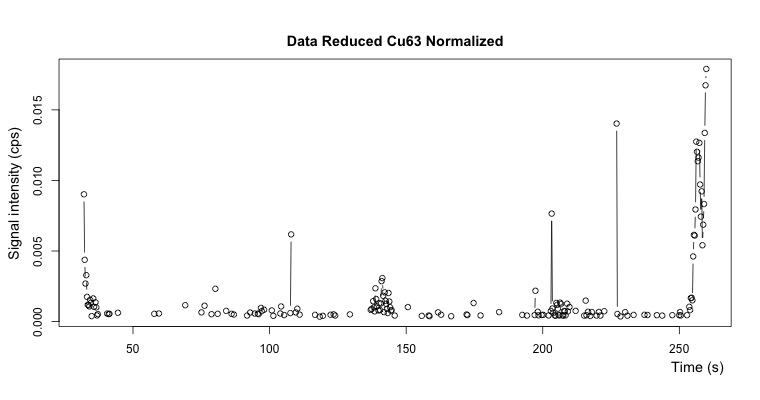 Data Reduced Cu63 Normalized
Signal intensity (cps)
0.015
0.010
0.005
0.000
50 100 150 200 250
Time (s)